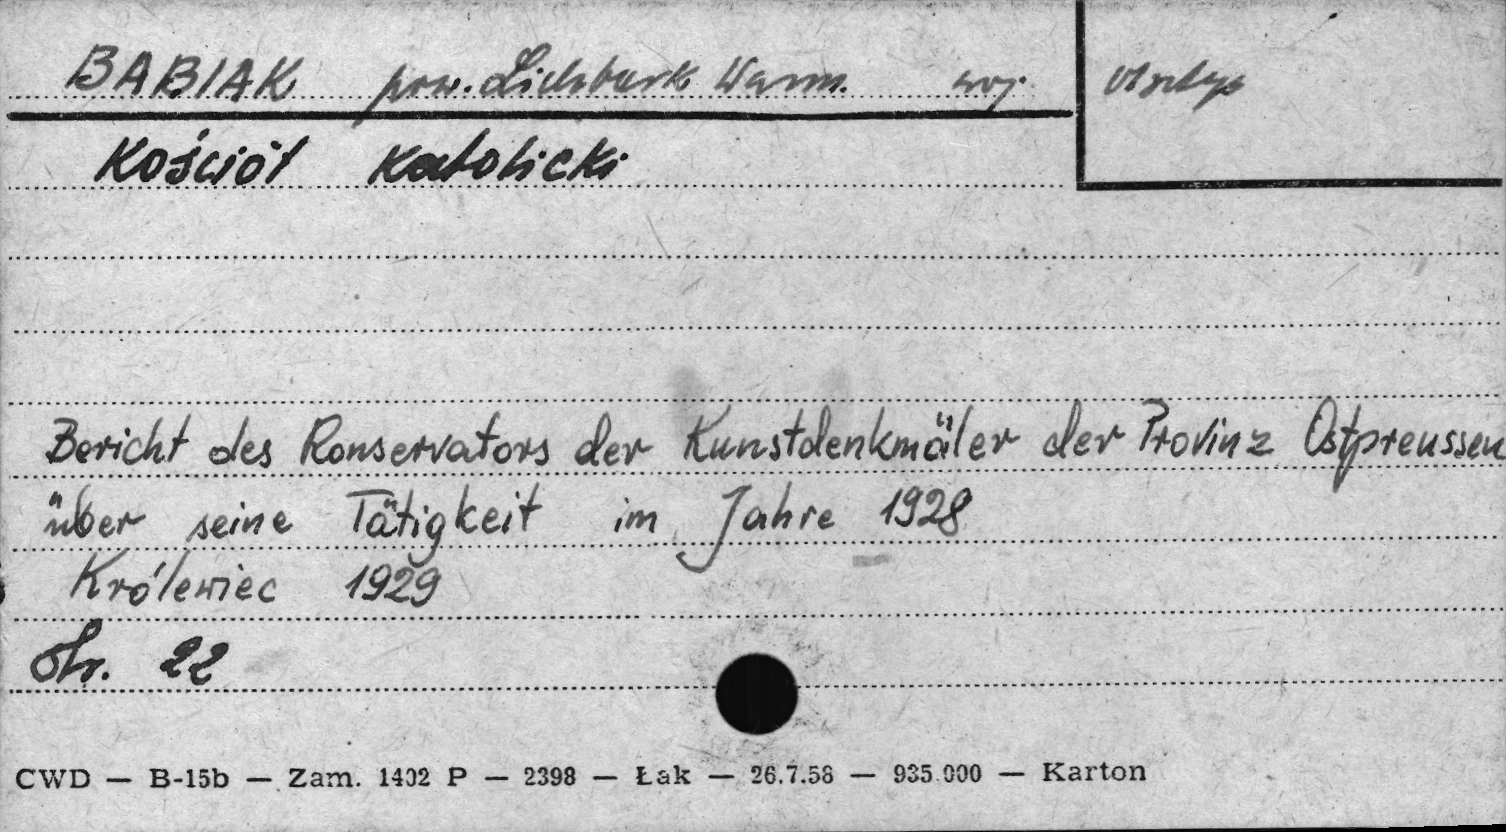 BABIAK pow. Lidzbark Warm. woj. olsztyn
Kościół Katolicki
Bericht des Konservators der Kunstdenkmäler der Provinz Ostpreussen
über seine Tätigkeit im Jahre 1928
Królewiec 1929
Str. 22
CWD — B-15b — Zam. 1402 P — 2398 — Łak — 26.7.58 — 935.000 — Karton